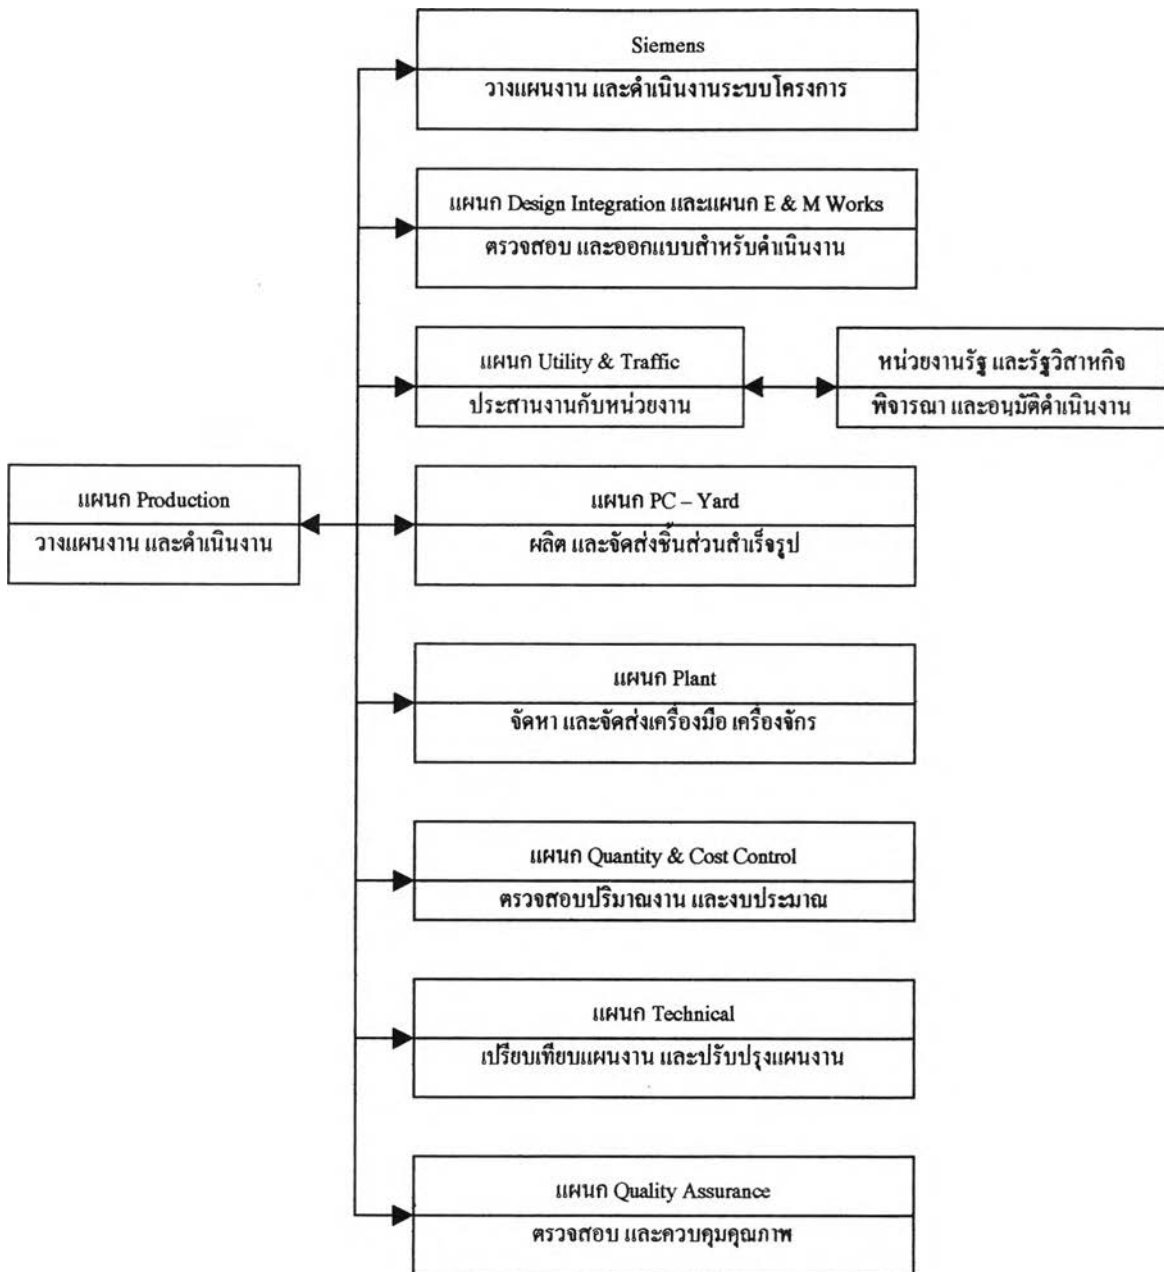 Siemens
วางแผนงาน และดำเนินงานระบบโครงการ
แผนก Design Integration และแผนก E & M Works
ตรวจสอบ และออกแบบสำหรับดำเนินงาน
แผนก Utility & Traffic
ประสานงานกับหน่วยงาน
หน่วยงานรัฐ และรัฐวิสาหกิจ
พิจารณา และอนุมัติดำเนินงาน
แผนก Production
วางแผนงาน และดำเนินงาน
แผนก PC – Yard
ผลิต และจัดส่งชิ้นส่วนสำเร็จรูป
แผนก Plant
จัดหา และจัดส่งเครื่องมือ เครื่องจักร
แผนก Quantity & Cost Control
ตรวจสอบปริมาณงาน และงบประมาณ
แผนก Technical
เปรียบเทียบแผนงาน และปรับปรุงแผนงาน
แผนก Quality Assurance
ตรวจสอบ และควบคุมคุณภาพ